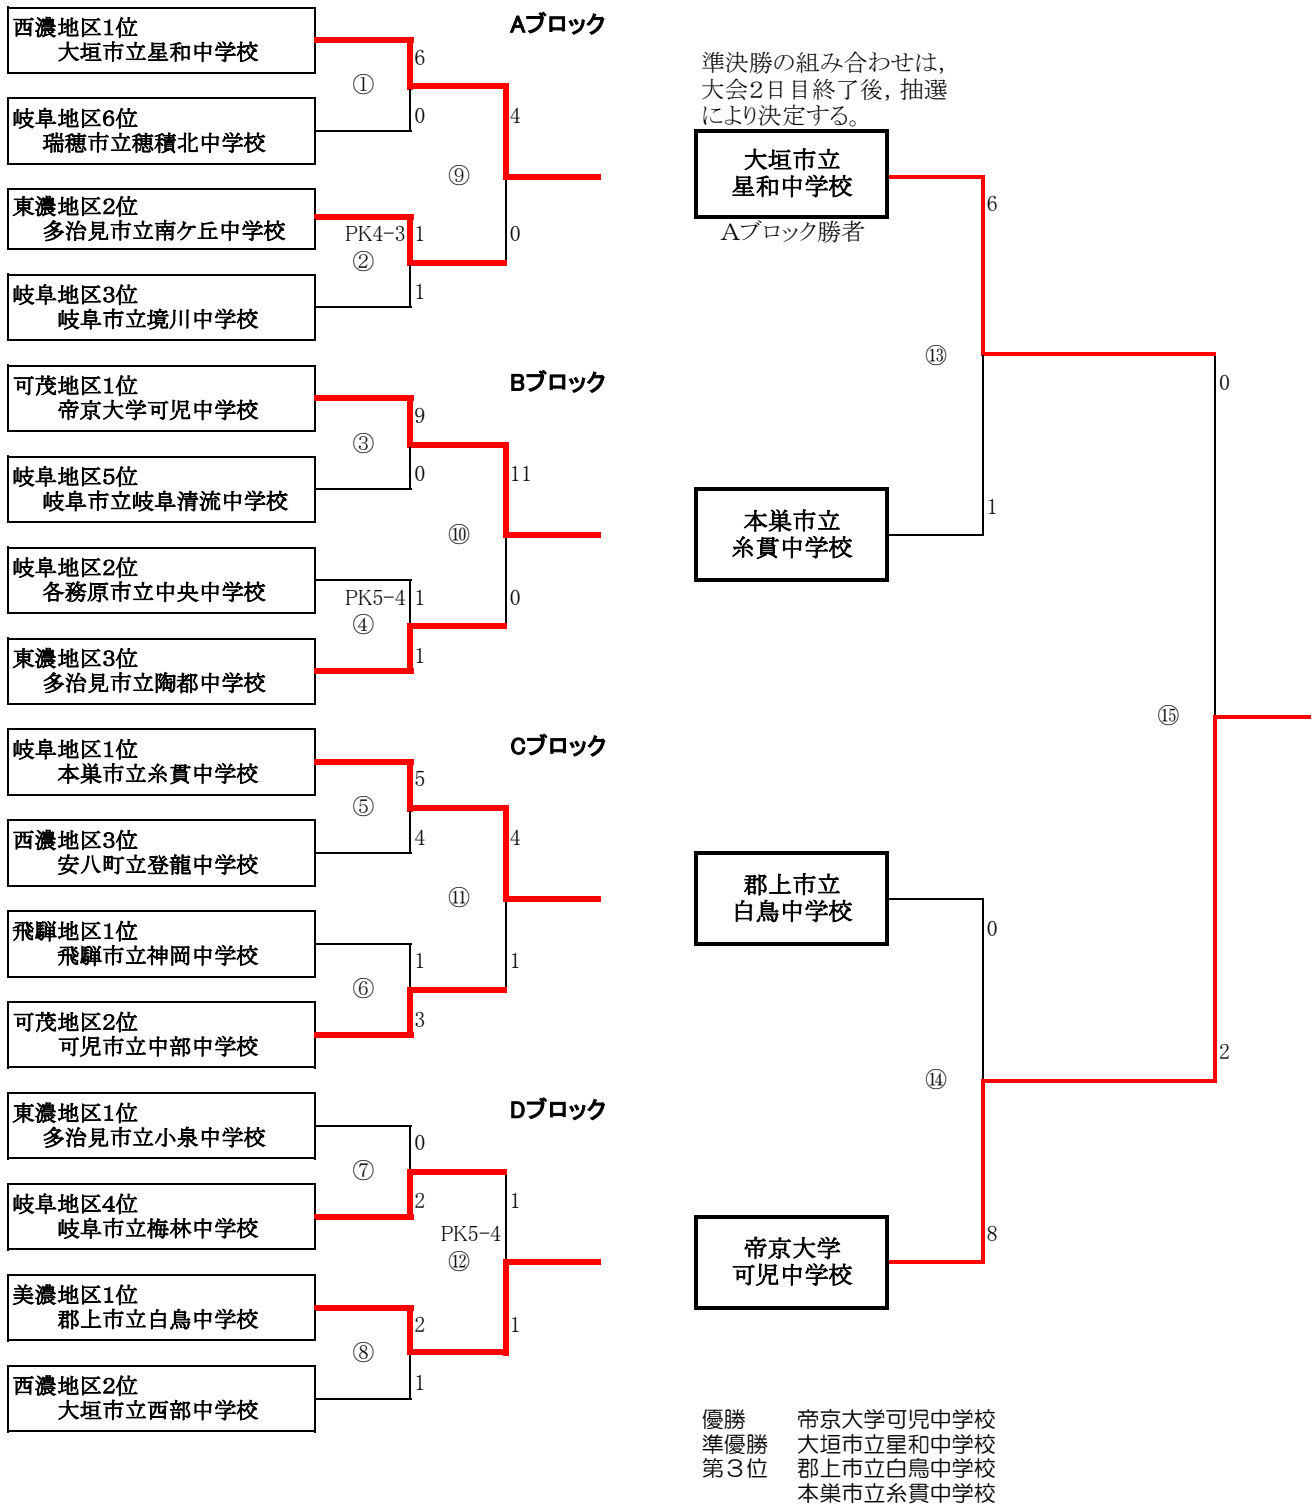 Aブロック
西濃地区1位
大垣市立星和中学校
6
①
岐阜地区6位
瑞穂市立穂積北中学校
0
4
⑨
東濃地区2位
多治見市立南ケ丘中学校
PK4-3
1
0
②
岐阜地区3位
岐阜市立境川中学校
1
Bブロック
可茂地区1位
帝京大学可児中学校
9
③
岐阜地区5位
岐阜市立岐阜清流中学校
0
11
⑩
岐阜地区2位
各務原市立中央中学校
PK5-4
1
0
④
東濃地区3位
多治見市立陶都中学校
1
Cブロック
岐阜地区1位
本巣市立糸貫中学校
5
⑤
西濃地区3位
安八町立登龍中学校
4
4
⑪
飛騨地区1位
飛騨市立神岡中学校
1
1
⑥
可茂地区2位
可児市立中部中学校
3
Dブロック
東濃地区1位
多治見市立小泉中学校
0
⑦
岐阜地区4位
岐阜市立梅林中学校
2
1
PK5-4
⑫
美濃地区1位
郡上市立白鳥中学校
2
1
⑧
西濃地区2位
大垣市立西部中学校
1
準決勝の組み合わせは,
大会2日目終了後, 抽選
により決定する。
大垣市立
星和中学校
Aブロック勝者
6
⑬
0
本巣市立
糸貫中学校
1
⑮
郡上市立
白鳥中学校
0
⑭
2
帝京大学
可児中学校
8
優勝 帝京大学可児中学校
準優勝 大垣市立星和中学校
第3位 郡上市立白鳥中学校
本巣市立糸貫中学校